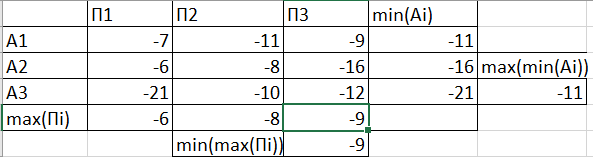 П1 П2 П3 min(Ai)
A1 -7 -11 -9 -11
A2 -6 -8 -16 -16 max(min(Ai))
A3 -21 -10 -12 -21 -11
max(Пi) -6 -8 -9
min(max(Пi)) -9